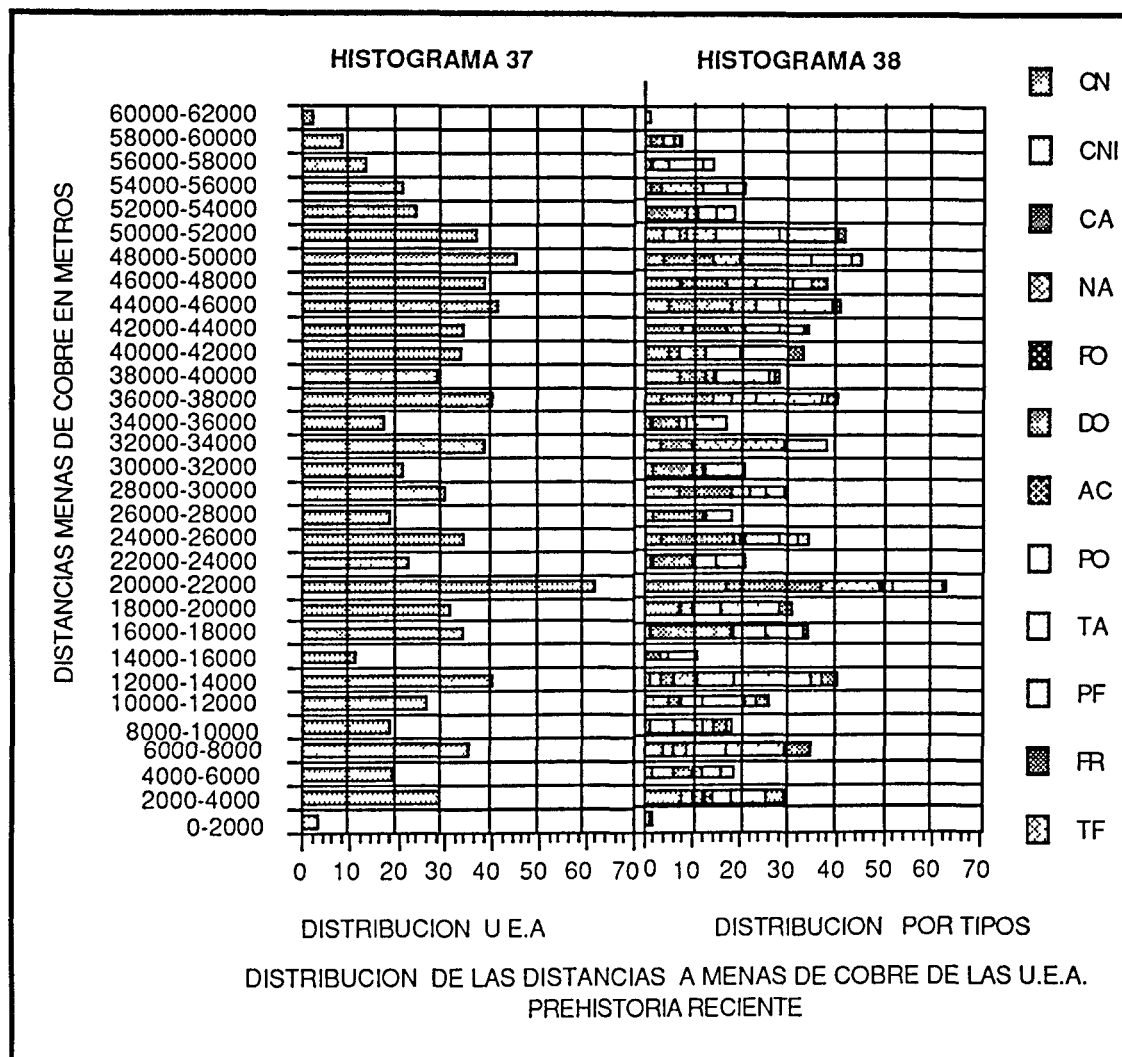 HISTOGRAMA 37
HISTOGRAMA 38
DISTANCIAS MENAS DE COBRE EN METROS
60000-62000
58000-60000
56000-58000
54000-56000
52000-54000
50000-52000
48000-50000
46000-48000
44000-46000
42000-44000
40000-42000
38000-40000
36000-38000
34000-36000
32000-34000
30000-32000
28000-30000
26000-28000
24000-26000
22000-24000
20000-22000
18000-20000
16000-18000
14000-16000
12000-14000
10000-12000
8000-10000
6000-8000
4000-6000
2000-4000
0-2000
0 10 20 30 40 50 60 70
0 10 20 30 40 50 60 70
CN
CNI
CA
NA
FO
DO
AC
PO
TA
PF
FR
TF
DISTRIBUCION U E.A
DISTRIBUCION POR TIPOS
DISTRIBUCION DE LAS DISTANCIAS A MENAS DE COBRE DE LAS U.E.A.
PREHISTORIA RECIENTE